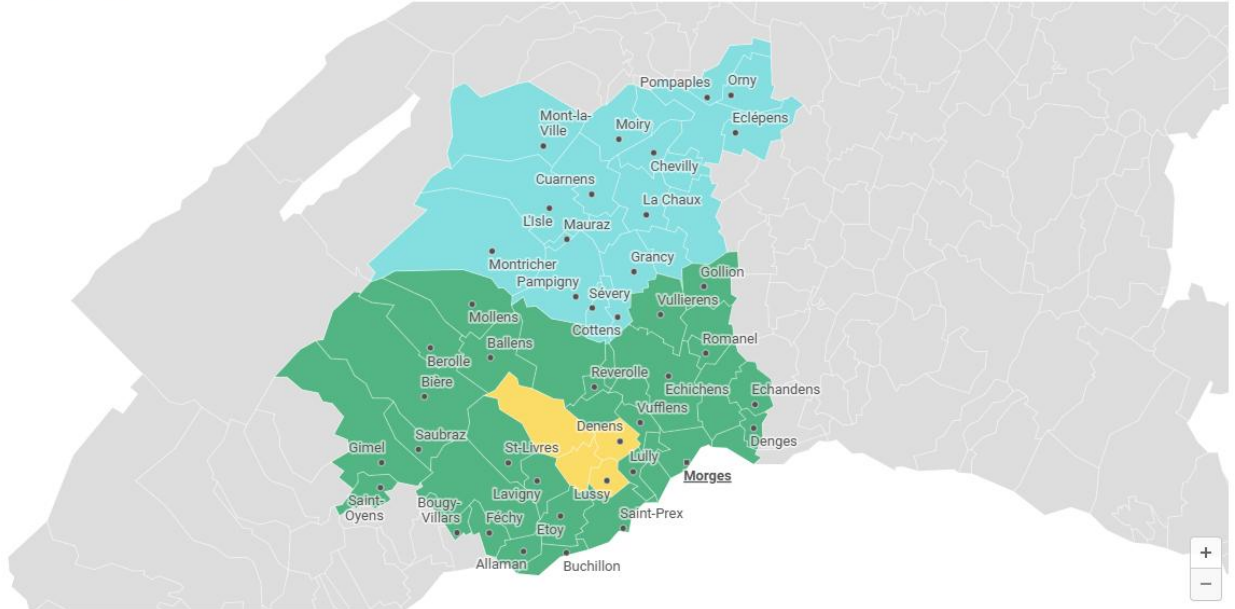 Pompaples
Orny
Mont-la-
Ville
Moiry
Eclépens
Chevilly
Cuarnens
La Chaux
L'Isle
Mauraz
Montricher
Grancy
Gollion
Pampigny
Sévery
Vullierens
Mollens
Cottens
Romanel
Ballens
Berolle
Reverolle
Bière
Echichens
Echandens
Vufflens
Denens
Saubraz
Denges
Gimel
St-Livres
Lully
Morges
Lavigny
Lussy
Saint-
Oyens
Bougy-
Villars
Féchy
Etoy
Saint-Prex
Allaman
Buchillon
+
−